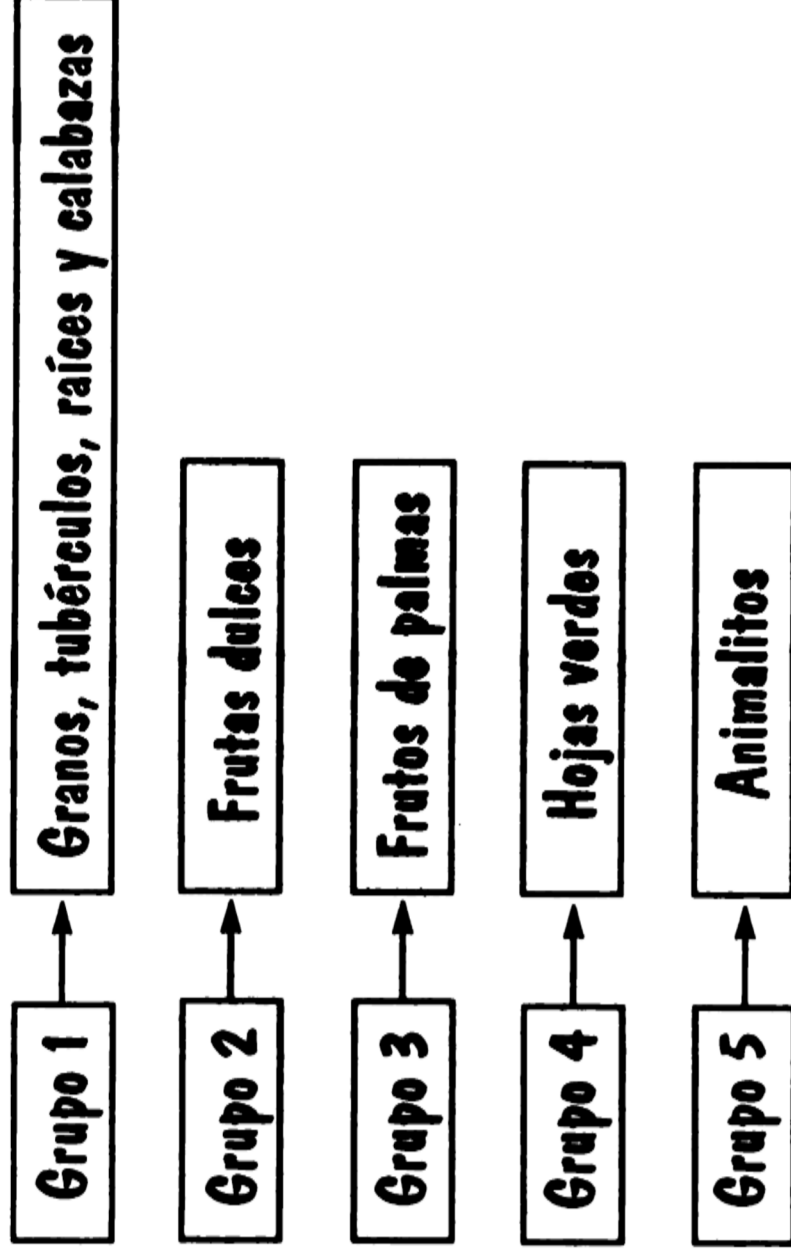 Grupo 1 Granos, tubérculos, raíces y calabazas
Grupo 2 Frutas dulces
Grupo 3 Frutos de palmas
Grupo 4 Hojas verdes
Grupo 5 Animalitos